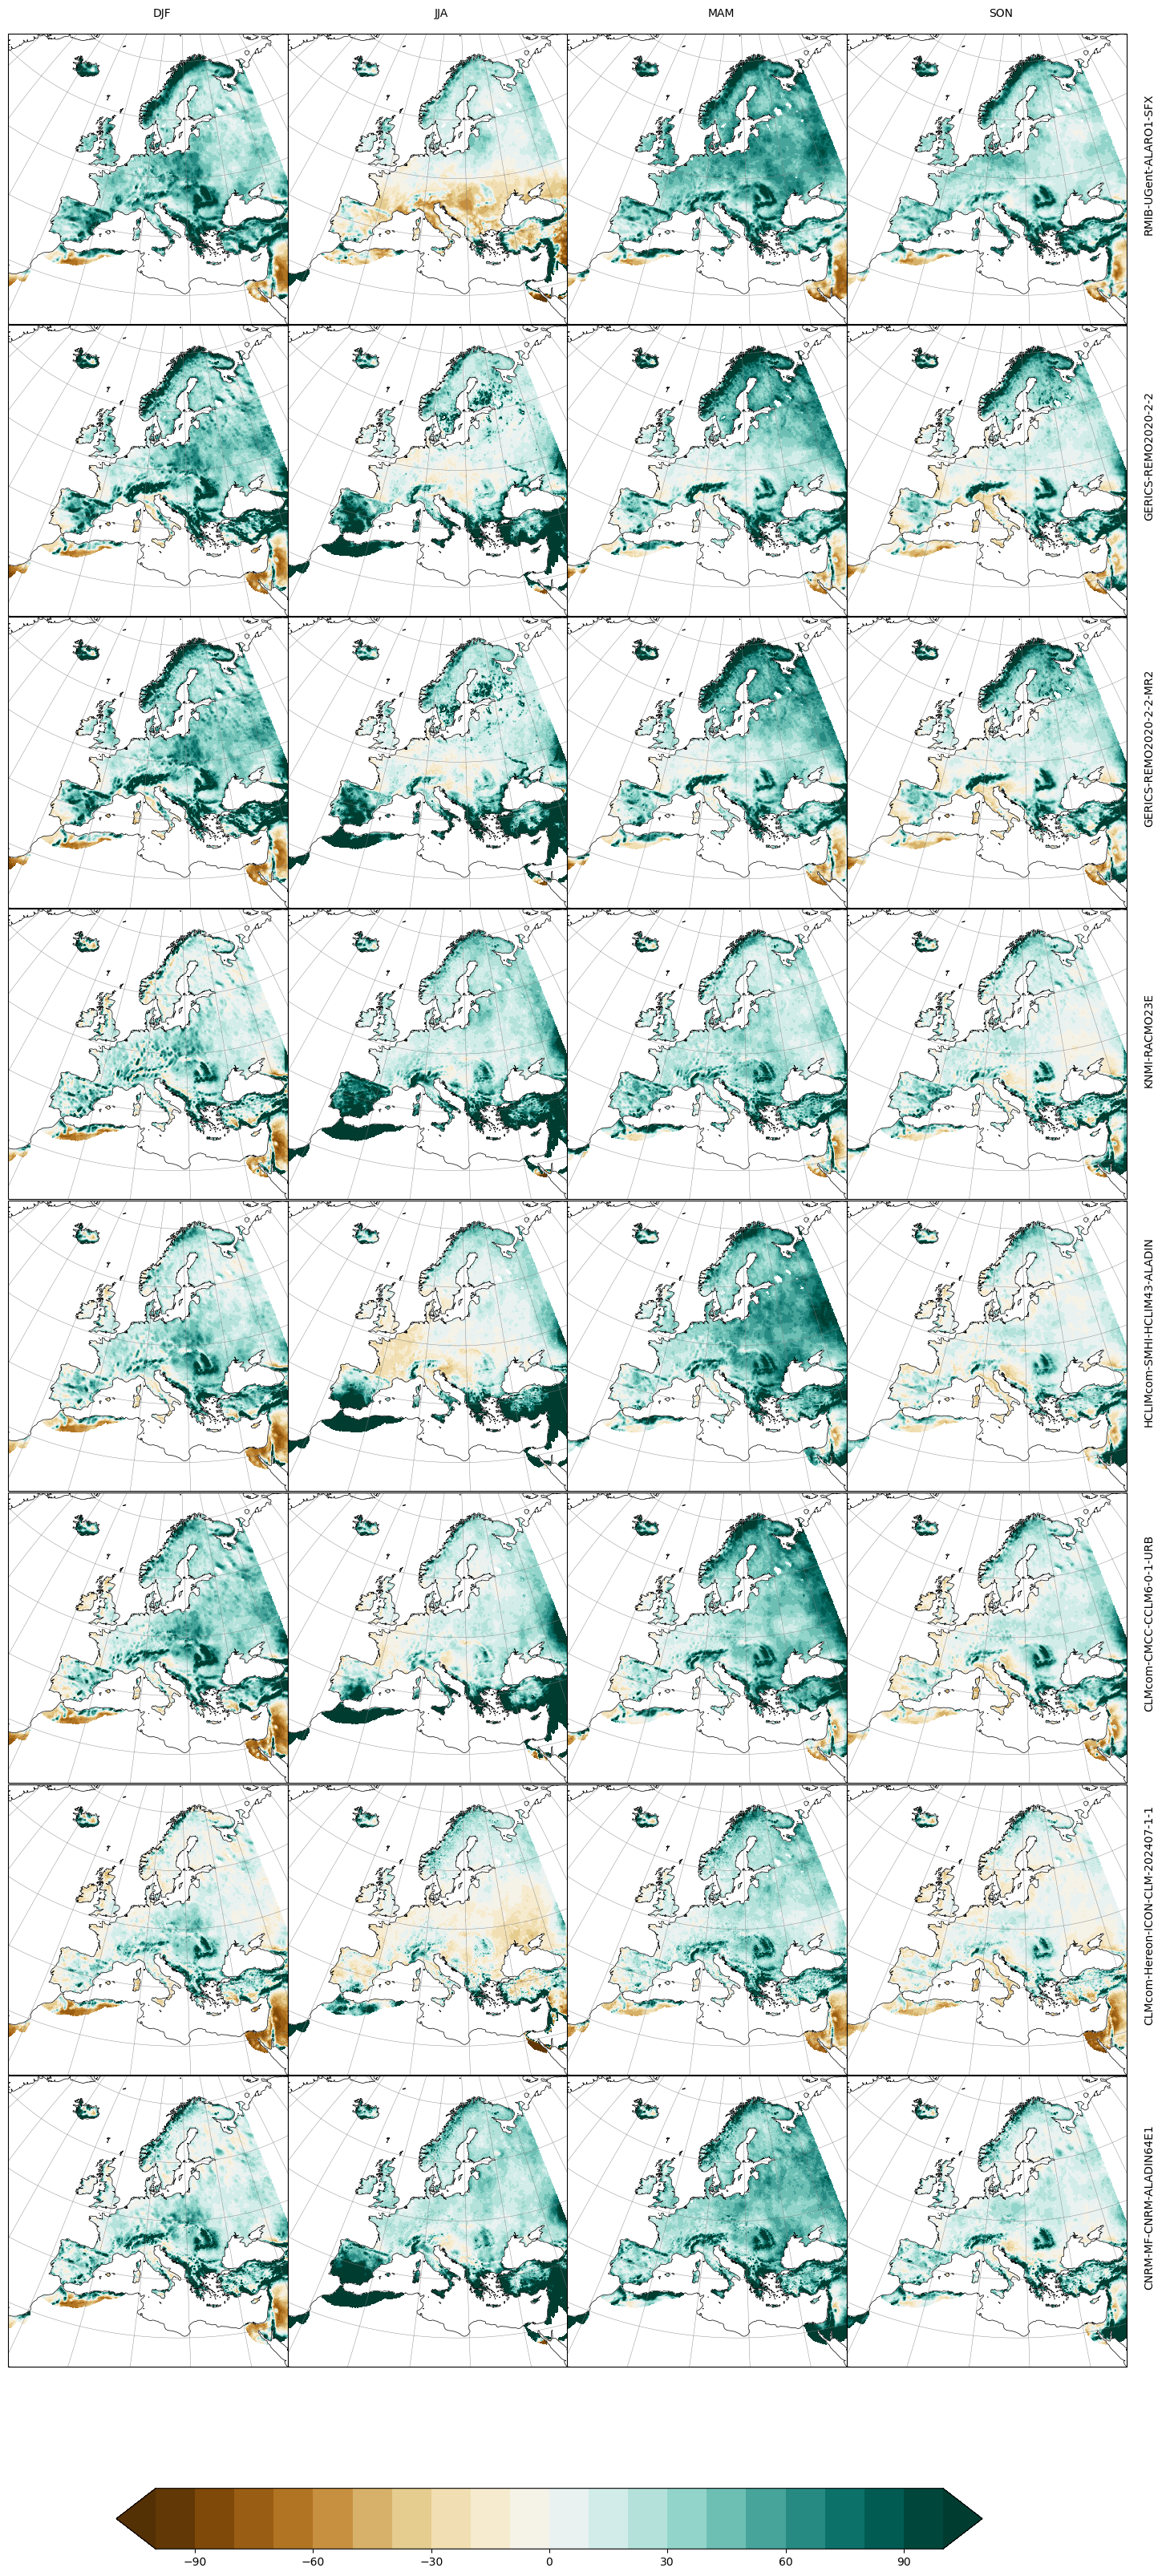 DJF JJA MAM SON
RMIB-UGent-ALARO1-SFX
GERICS-REMO2020-2-2
GERICS-REMO2020-2-2-MR2
KNMI-RACMO23E
HCLIMcom-SMHI-HCLIM43-ALADIN
CLMcom-CMCC-CCLM6-0-1-URB
CLMcom-Hereon-ICON-CLM-202407-1-1
CNRM-MF-CNRM-ALADIN64E1
−90 −60 −30 0 30 60 90